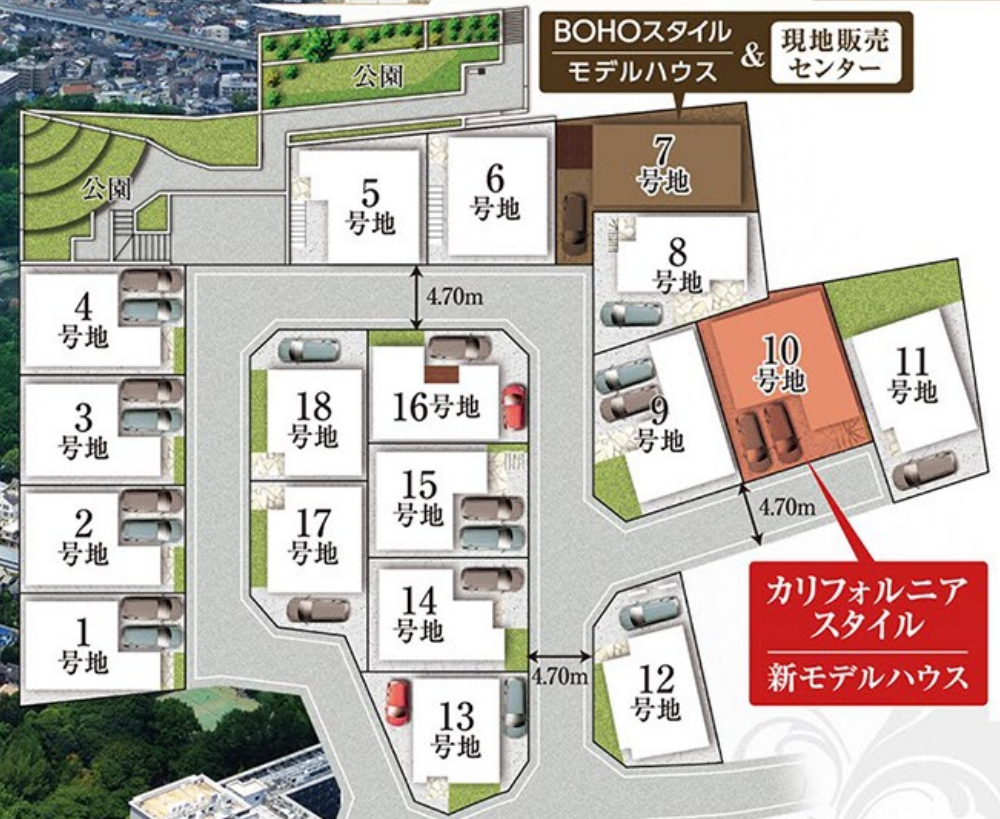 BOHOスタイル
モデルハウス
&
現地販売
センター
公園
公園
5
号地
6
号地
7
号地
8
号地
4.70m
4
号地
3
号地
2
号地
1
号地
18
号地
16号地
15
号地
17
号地
14
号地
13
号地
9
号地
10
号地
11
号地
4.70m
4.70m
12
号地
カリフォルニア
スタイル
新モデルハウス